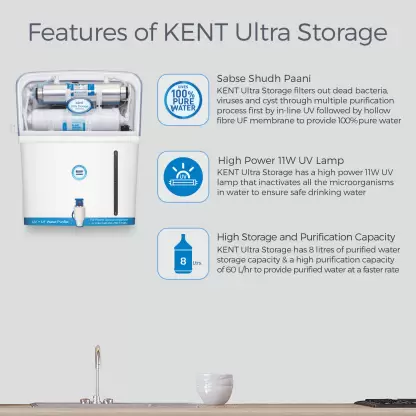 Features of KENT Ultra Storage
GIVES
100%
PURE
WATER
Sabse Shudh Paani
KENT Ultra Storage filters out dead bacteria,
viruses and cyst through multiple purification
process first by in-line UV followed by hollow
fibre UF membrane to provide 100% pure water
UV
High Power 11W UV Lamp
KENT Ultra Storage has a high power 11W UV
lamp that inactivates all the microorganisms
in water to ensure safe drinking water
8 Ltrs.
High Storage and Purification Capacity
KENT Ultra Storage has 8 litres of purified water
storage capacity & a high purification capacity
of 60 L/hr to provide purified water at a faster rate
KENT